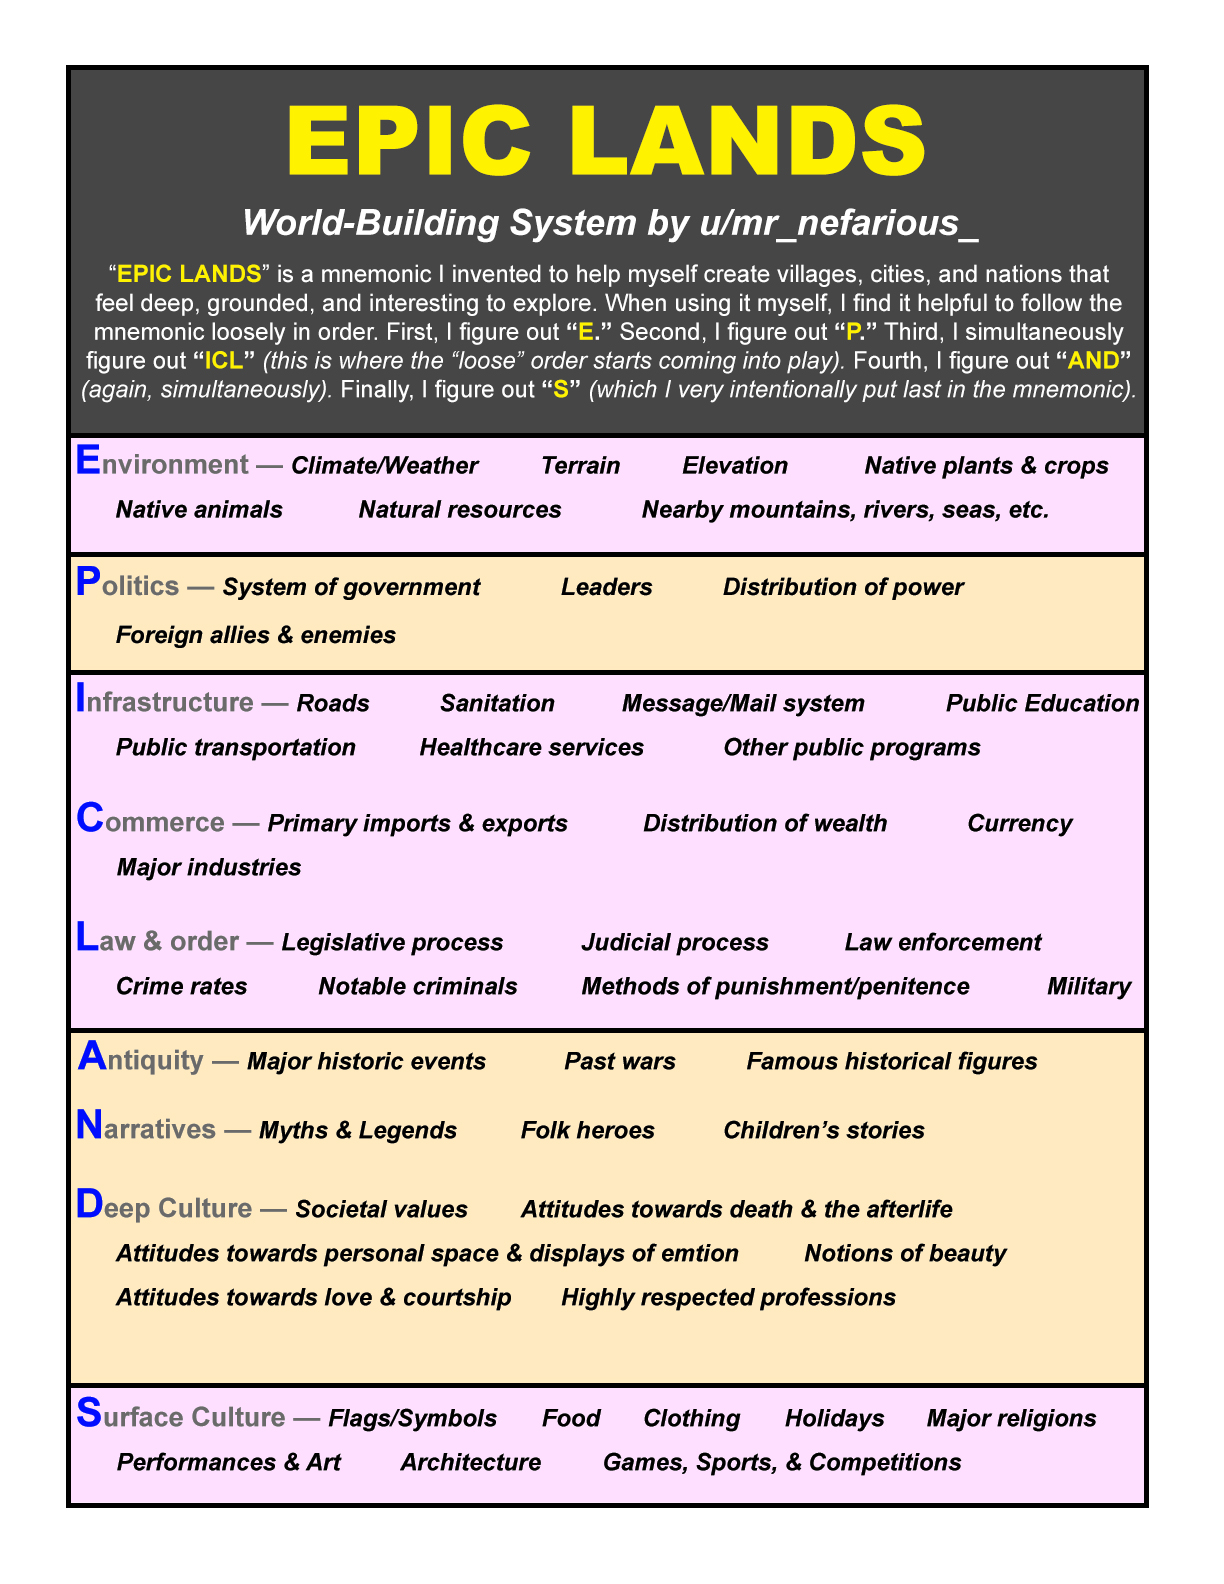 EPIC LANDS
World-Building System by u/mr_nefarious_
“EPIC LANDS” is a mnemonic I invented to help myself create villages, cities, and nations that
feel deep, grounded, and interesting to explore. When using it myself, I find it helpful to follow the
mnemonic loosely in order. First, I figure out “E.” Second, I figure out “P.” Third, I simultaneously
figure out “ICL” (this is where the “loose” order starts coming into play). Fourth, I figure out “AND”
(again, simultaneously). Finally, I figure out “S” (which I very intentionally put last in the mnemonic).
Environment — Climate/Weather Terrain Elevation Native plants & crops
Native animals Natural resources Nearby mountains, rivers, seas, etc.
Politics — System of government Leaders Distribution of power
Foreign allies & enemies
Infrastructure — Roads Sanitation Message/Mail system Public Education
Public transportation Healthcare services Other public programs
Commerce — Primary imports & exports Distribution of wealth Currency
Major industries
Law & order — Legislative process Judicial process Law enforcement
Crime rates Notable criminals Methods of punishment/penitence Military
Antiquity — Major historic events Past wars Famous historical figures
Narratives — Myths & Legends Folk heroes Children’s stories
Deep Culture — Societal values Attitudes towards death & the afterlife
Attitudes towards personal space & displays of emtion Notions of beauty
Attitudes towards love & courtship Highly respected professions
Surface Culture — Flags/Symbols Food Clothing Holidays Major religions
Performances & Art Architecture Games, Sports, & Competitions